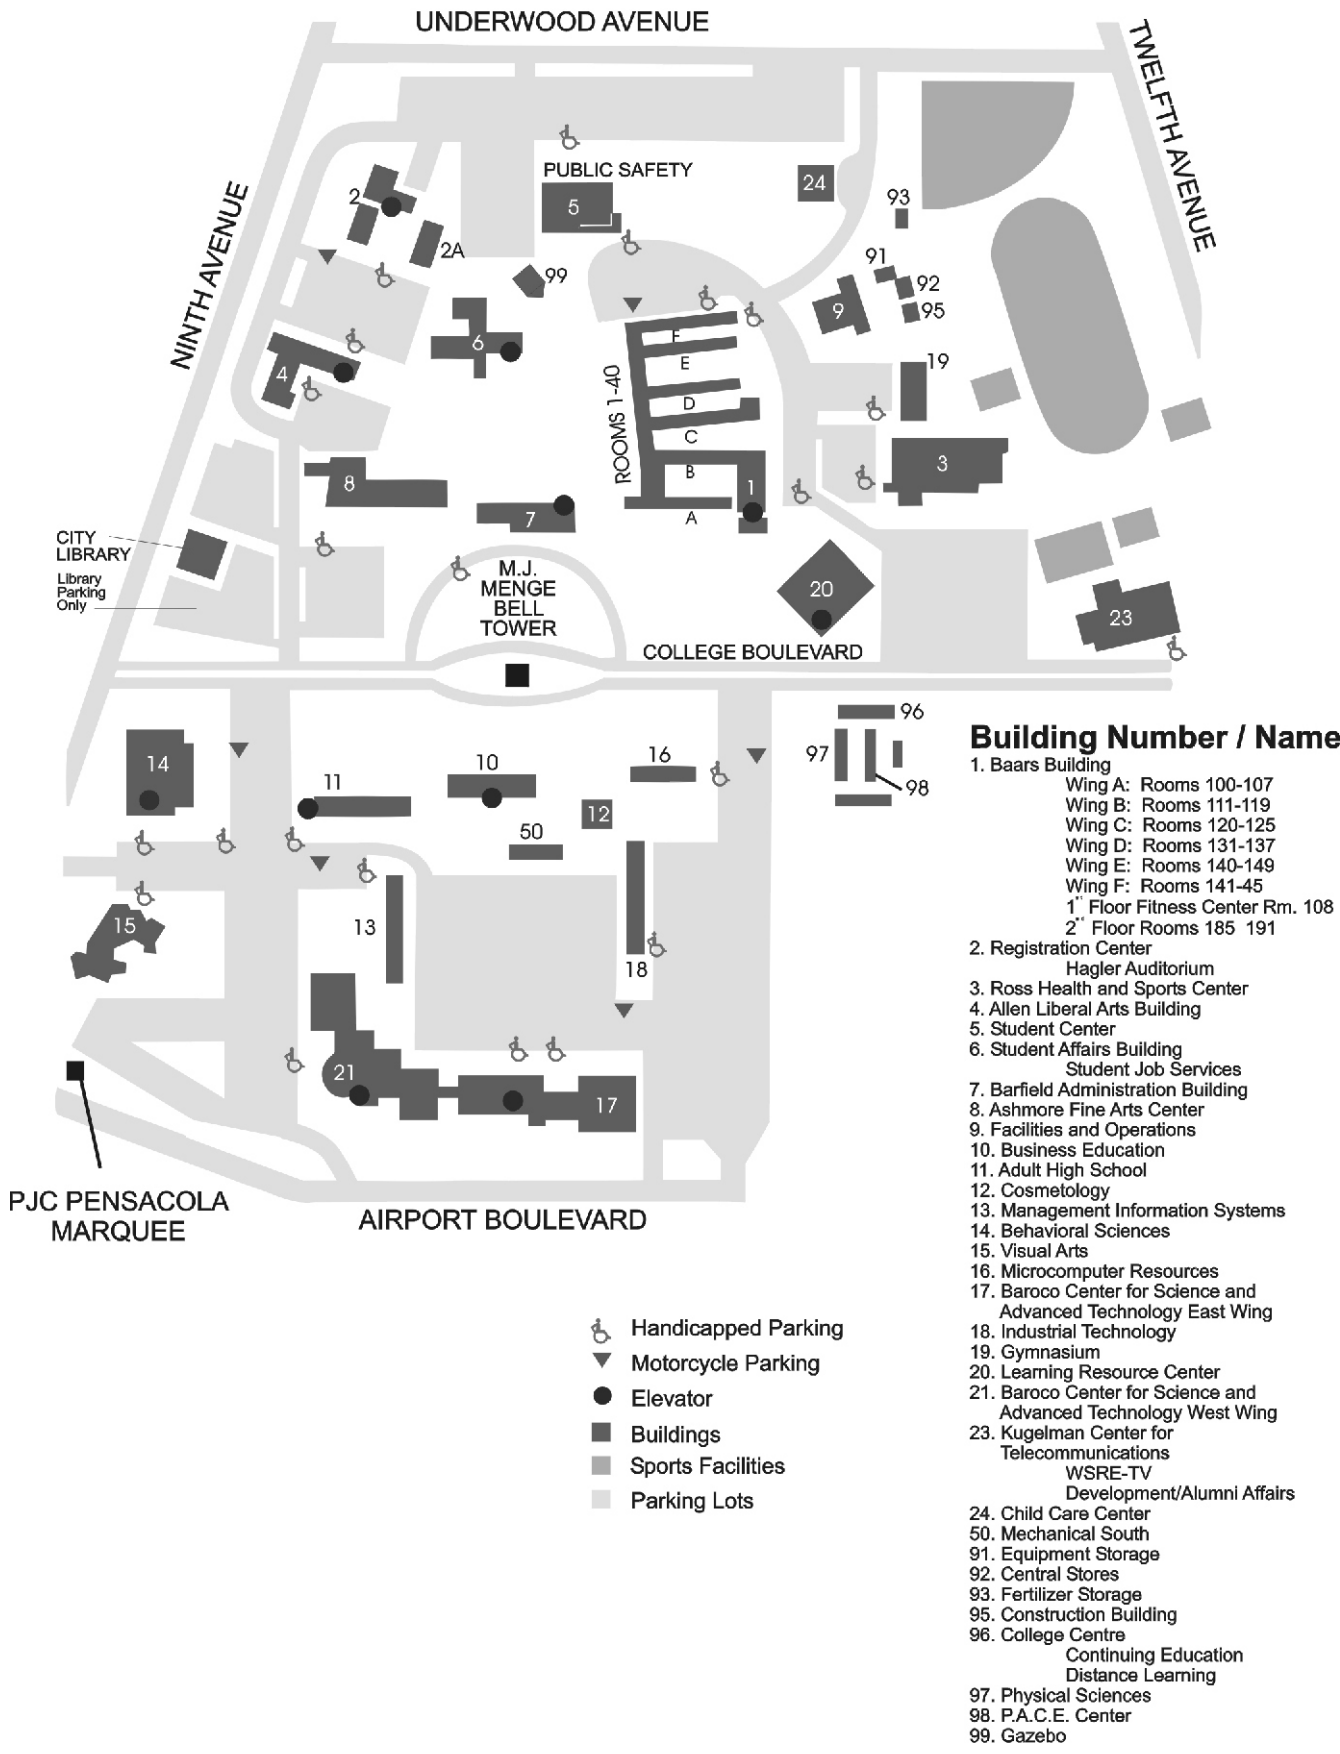 UNDERWOOD AVENUE
TWELFTH AVENUE
NINTH AVENUE
PUBLIC SAFETY
5
24
93
2
2A
99
91
92
95
9
6
4
19
ROOMS 1-40
F
E
D
C
B
A
1
3
8
7
CITY
LIBRARY
Library
Parking
Only
M.J.
MENGE
BELL
TOWER
20
23
COLLEGE BOULEVARD
14
11
10
16
12
50
96
97
98
13
15
18
21
17
PJC PENSACOLA
MARQUEE
AIRPORT BOULEVARD
Handicapped Parking
Motorcycle Parking
Elevator
Buildings
Sports Facilities
Parking Lots
Building Number / Name
1. Baars Building
Wing A: Rooms 100-107
Wing B: Rooms 111-119
Wing C: Rooms 120-125
Wing D: Rooms 131-137
Wing E: Rooms 140-149
Wing F: Rooms 141-45
1" Floor Fitness Center Rm. 108
2" Floor Rooms 185 191
2. Registration Center
Hagler Auditorium
3. Ross Health and Sports Center
4. Allen Liberal Arts Building
5. Student Center
6. Student Affairs Building
Student Job Services
7. Barfield Administration Building
8. Ashmore Fine Arts Center
9. Facilities and Operations
10. Business Education
11. Adult High School
12. Cosmetology
13. Management Information Systems
14. Behavioral Sciences
15. Visual Arts
16. Microcomputer Resources
17. Baroco Center for Science and
Advanced Technology East Wing
18. Industrial Technology
19. Gymnasium
20. Learning Resource Center
21. Baroco Center for Science and
Advanced Technology West Wing
23. Kugelman Center for
Telecommunications
WSRE-TV
Development/Alumni Affairs
24. Child Care Center
50. Mechanical South
91. Equipment Storage
92. Central Stores
93. Fertilizer Storage
95. Construction Building
96. College Centre
Continuing Education
Distance Learning
97. Physical Sciences
98. P.A.C.E. Center
99. Gazebo